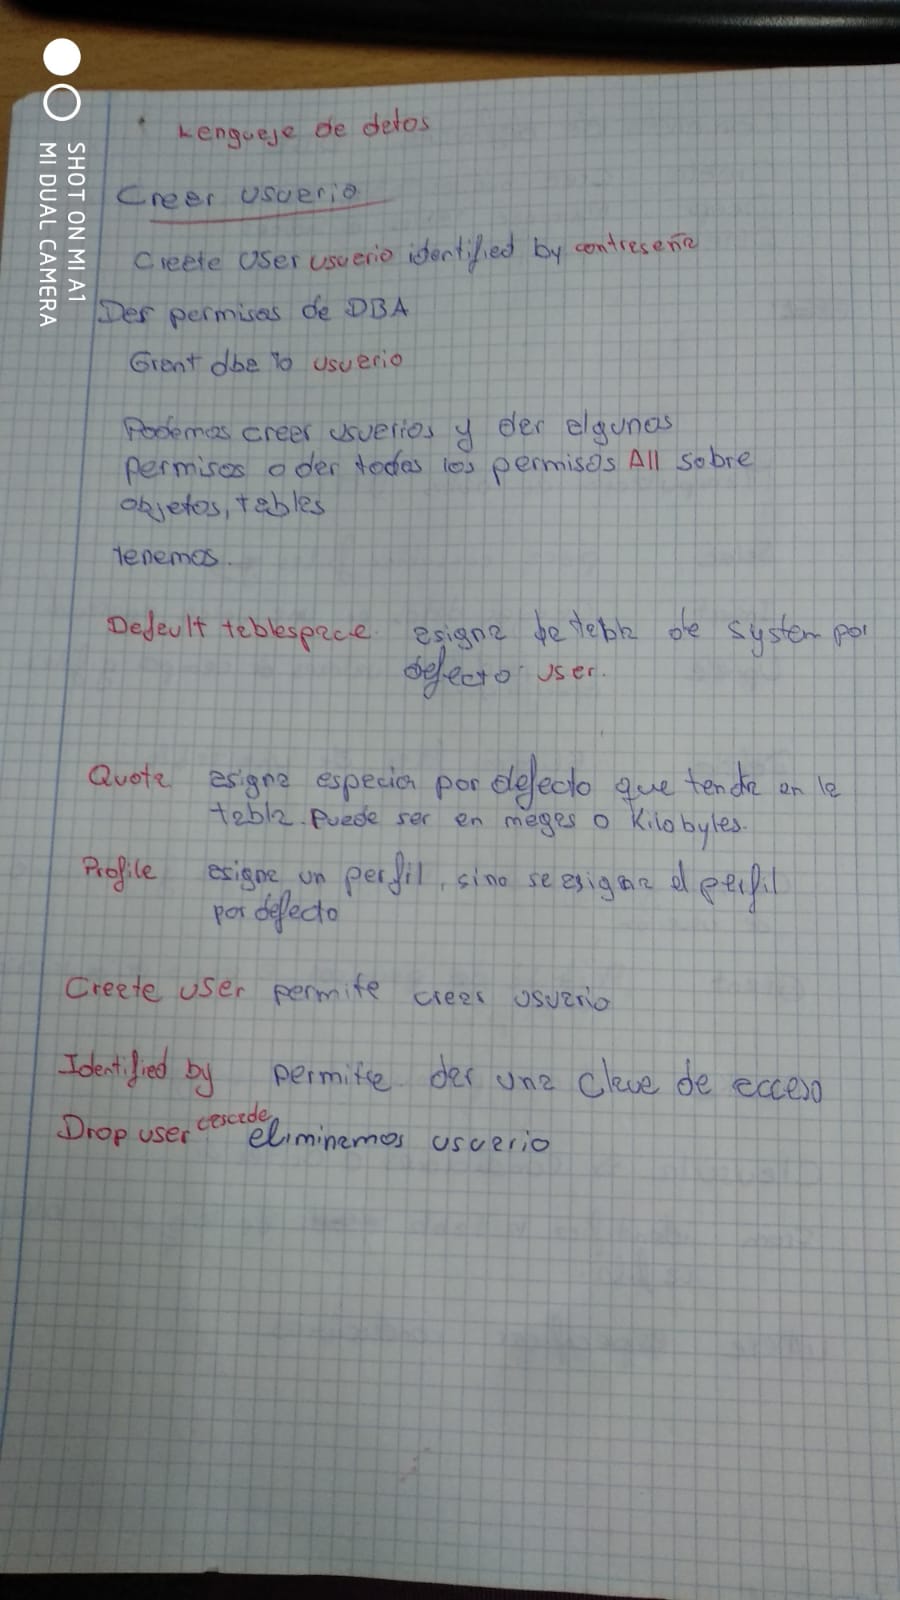 Lenguaje de datos
Crear usuario
Create user usuario identified by contraseña
Dar permisos de DBA
Grant dba to usuario
Podemos crear usuarios y dar algunos
permisos o dar todos los permisos All sobre
objetos, tablas
tenemos.
Default tablespace asigna tabla de system por
defecto user.
Quota asigna espacio por defecto que tendra en la
tabla. Puede ser en megas o Kilobytes.
Profile asigna un perfil, sino se asignara el perfil
por defecto
Create user permite crear usuario
Identified by permite dar una clave de acceso
Drop user cascade eliminamos usuario
SHOT ON MI A1
MI DUAL CAMERA